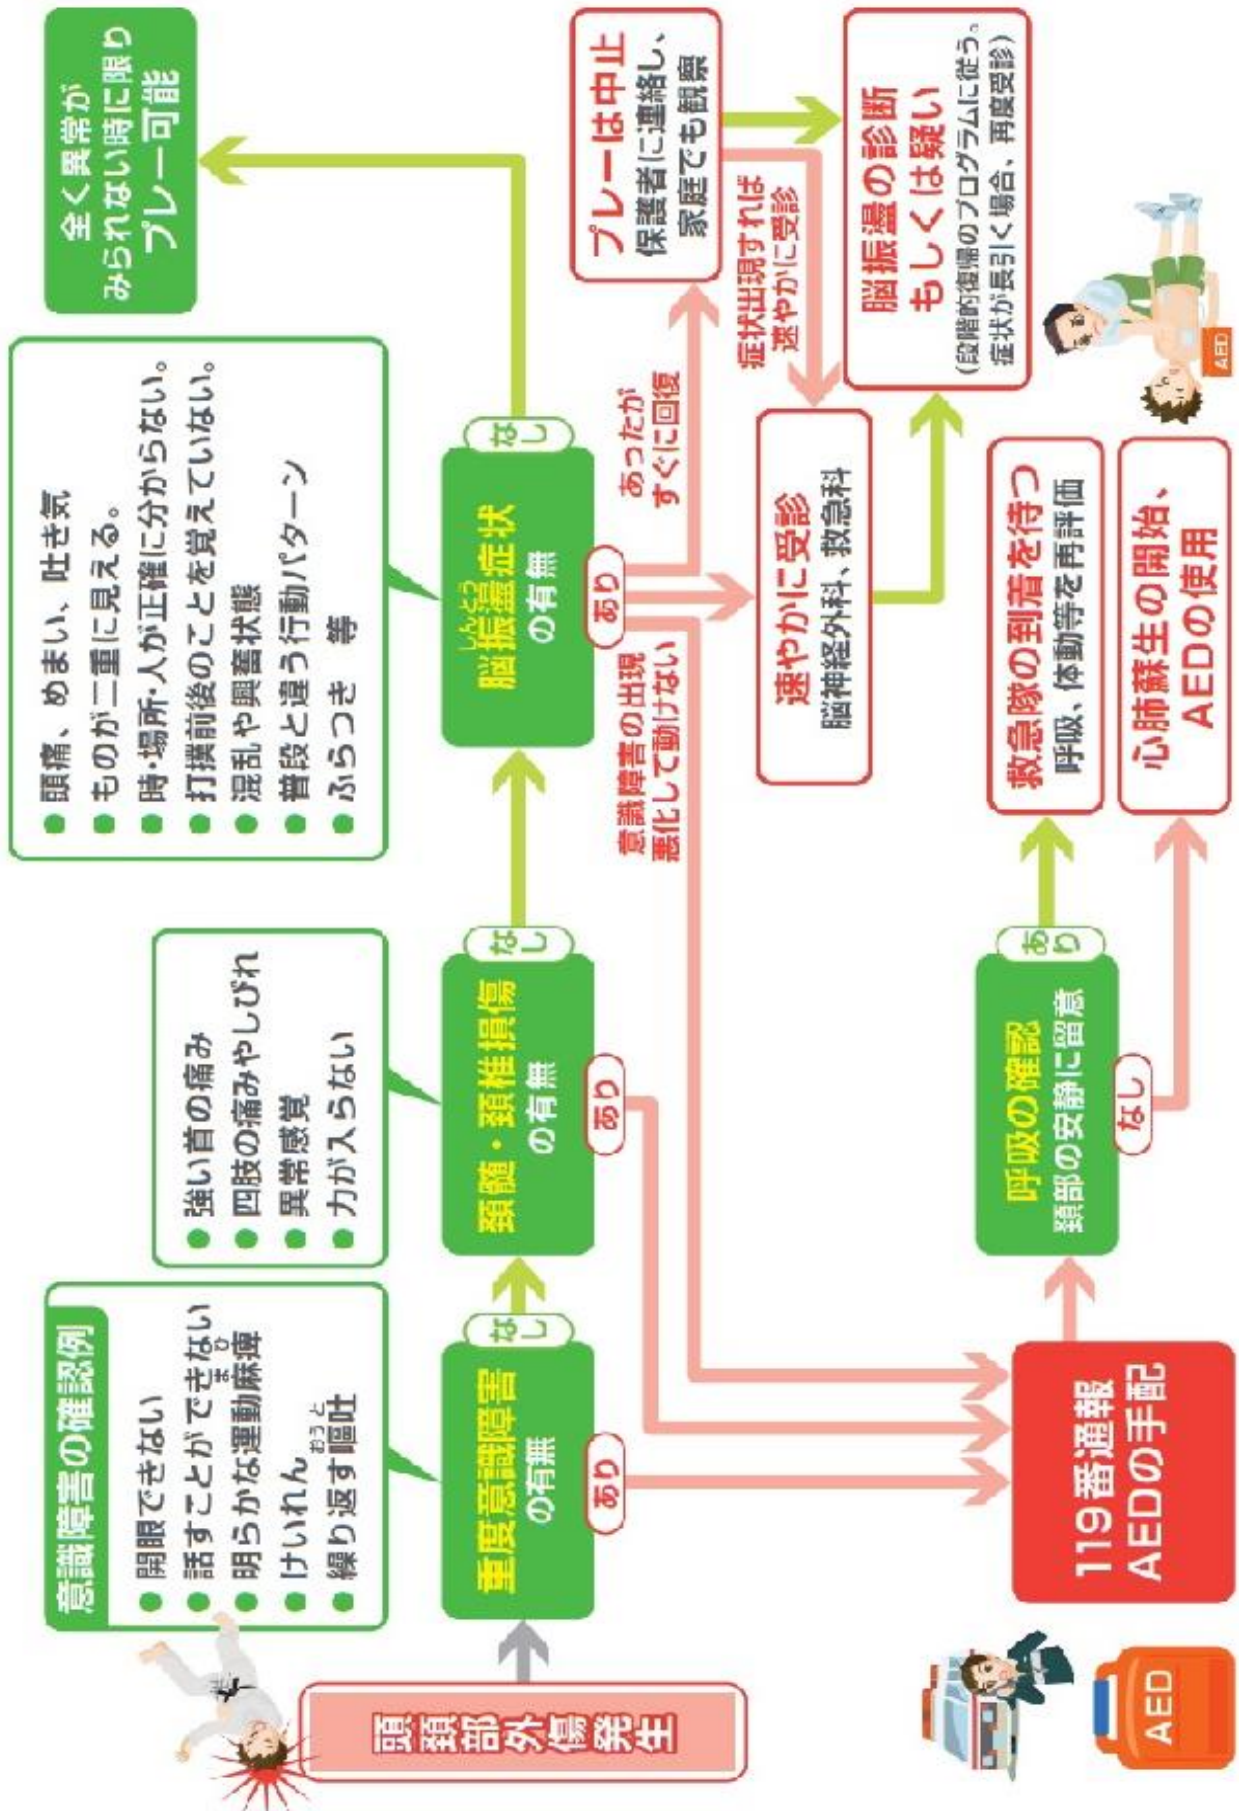 頭頚部外傷発生
意識障害の確認例
● 開眼できない
● 話すことができない
● 明らかな運動麻痺
まひ
● けいれん
● 繰り返す嘔吐
おうと
重度意識障害
の有無
なし
あり
● 強い首の痛み
● 四肢の痛みやしびれ
● 異常感覚
● 力が入らない
頚髄・頚椎損傷
の有無
なし
あり
● 頭痛、めまい、吐き気
● ものが二重に見える。
● 時・場所・人が正確に分からない。
● 打撲前後のことを覚えていない。
● 混乱や興奮状態
● 普段と違う行動パターン
● ふらつき 等
しんとう
脳振盪症状
の有無
なし
あり
全く異常が
みられない時に限り
プレー可能
意識障害の出現
悪化して動けない
あったが
すぐに回復
プレーは中止
保護者に連絡し、
家庭でも観察
症状出現すれば
速やかに受診
速やかに受診
脳神経外科、救急科
脳振盪の診断
もしくは疑い
(段階的復帰のプログラムに従う。
症状が長引く場合、再度受診)
119番通報
AEDの手配
呼吸の確認
頚部の安静に留意
あり
なし
救急隊の到着を待つ
呼吸、体動等を再評価
心肺蘇生の開始、
AEDの使用
AED
AED